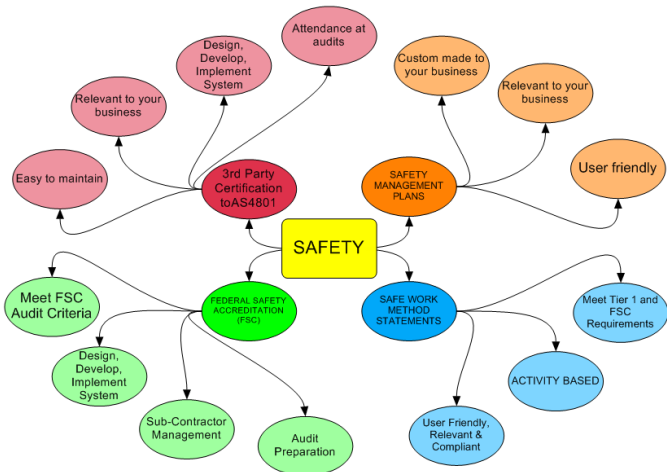 Attendance at
audits
Design,
Develop,
Implement
System
Relevant to your
business
Easy to maintain
3rd Party
Certification
toAS4801
Custom made to
your business
Relevant to your
business
User friendly
SAFETY
MANAGEMENT
PLANS
SAFETY
FEDERAL SAFETY
ACCREDITATION
(FSC)
Meet FSC
Audit Criteria
Design,
Develop,
Implement
System
Sub-Contractor
Management
Audit
Preparation
SAFE WORK
METHOD
STATEMENTS
Meet Tier 1 and
FSC
Requirements
ACTIVITY BASED
User Friendly,
Relevant &
Compliant